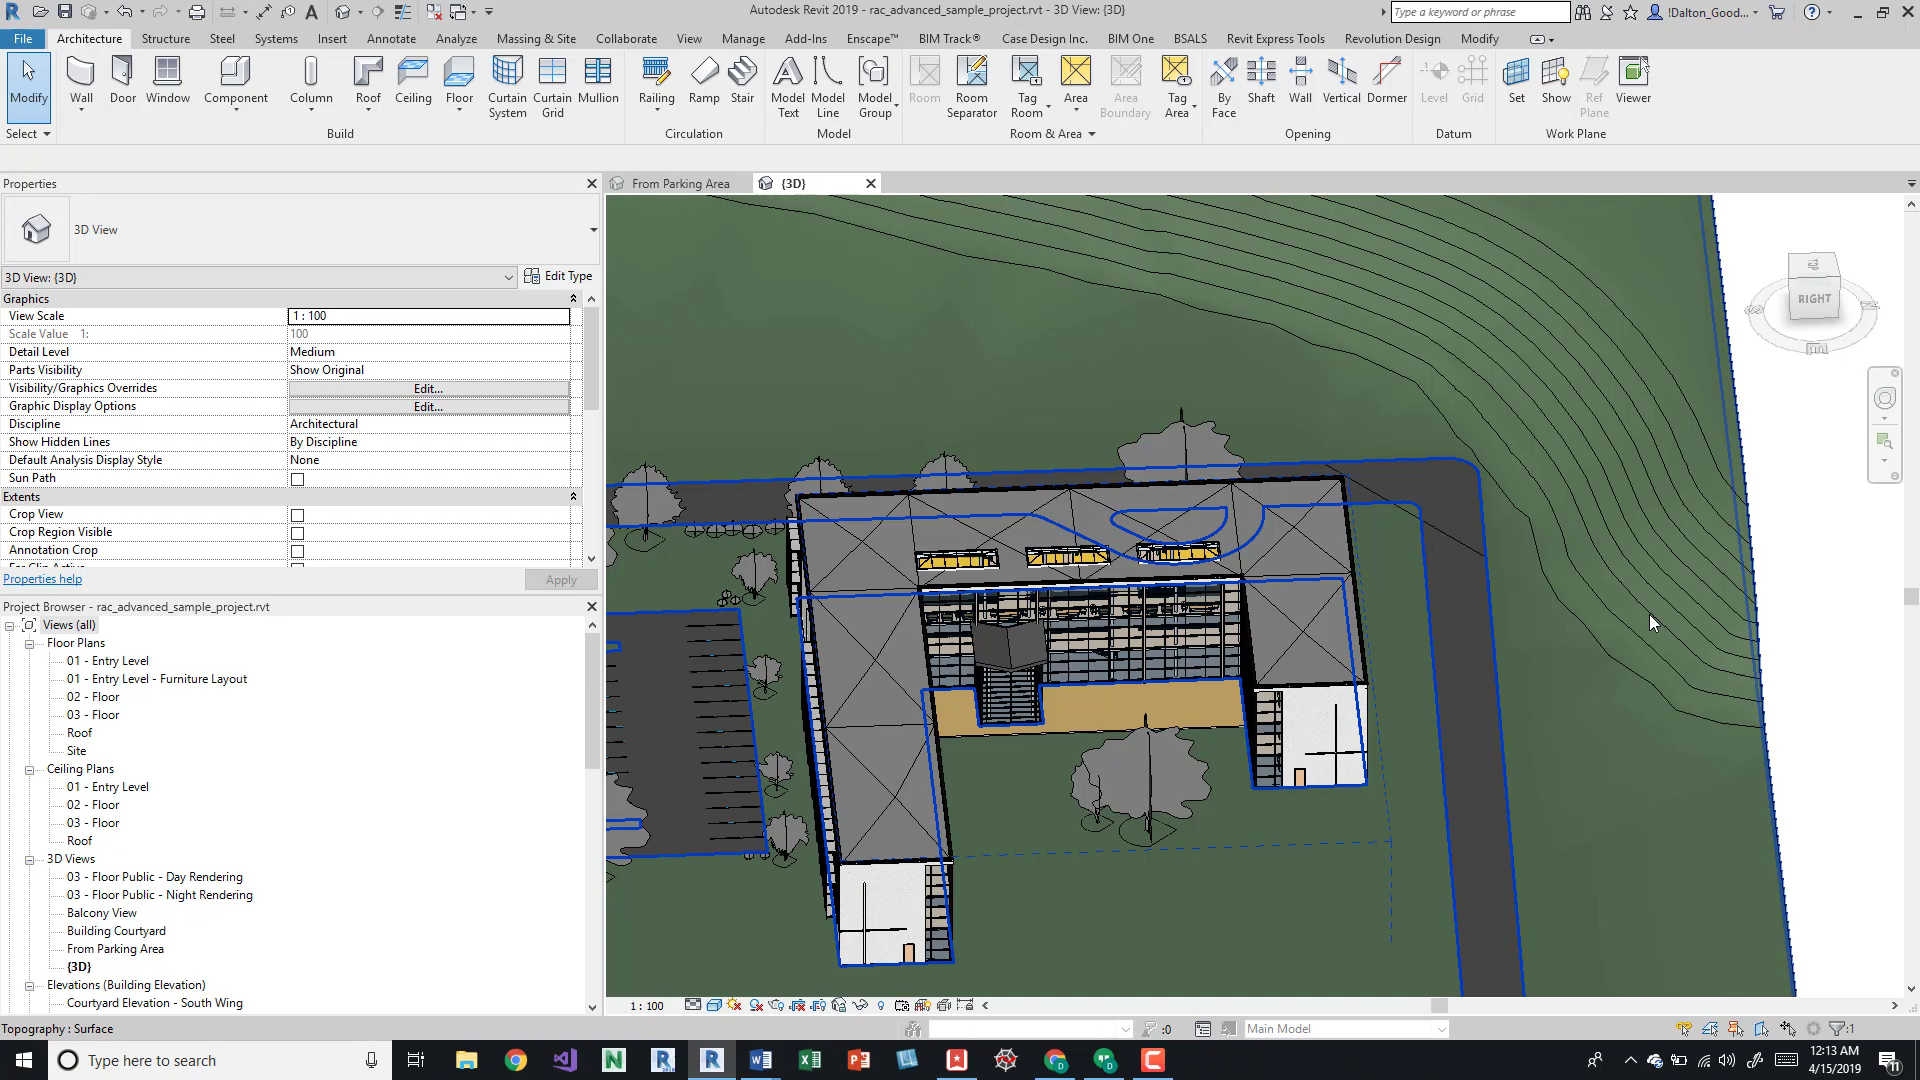 Autodesk Revit 2019 - rac_advanced_sample_project.rvt - 3D View: {3D}
Type a keyword or phrase
!Dalton_Good...
File Architecture Structure Steel Systems Insert Annotate Analyze Massing & Site Collaborate View Manage Add-Ins Enscape™ BIM Track® Case Design Inc. BIM One BSALS Revit Express Tools Revolution Design Modify
Modify Wall Door Window Component Column Roof Ceiling Floor Curtain System Curtain Grid Mullion Railing Ramp Stair Model Text Model Line Model Group Room Room Separator Tag Room Area Area Boundary Tag Area By Face Shaft Wall Vertical Dormer Level Grid Set Show Ref Plane Viewer
Select Build Circulation Model Room & Area Opening Datum Work Plane
Properties
From Parking Area
{3D}
3D View
3D View: {3D}
Edit Type
Graphics
View Scale 1 : 100
Scale Value 1: 100
Detail Level Medium
Parts Visibility Show Original
Visibility/Graphics Overrides Edit...
Graphic Display Options Edit...
Discipline Architectural
Show Hidden Lines By Discipline
Default Analysis Display Style None
Sun Path
Extents
Crop View
Crop Region Visible
Annotation Crop
Properties help
Apply
Project Browser - rac_advanced_sample_project.rvt
Views (all)
Floor Plans
01 - Entry Level
01 - Entry Level - Furniture Layout
02 - Floor
03 - Floor
Roof
Site
Ceiling Plans
01 - Entry Level
02 - Floor
03 - Floor
Roof
3D Views
03 - Floor Public - Day Rendering
03 - Floor Public - Night Rendering
Balcony View
Building Courtyard
From Parking Area
{3D}
Elevations (Building Elevation)
Courtyard Elevation - South Wing
TOP
RIGHT
1 : 100
Topography : Surface
:0
Main Model
:1
Type here to search
12:13 AM
4/15/2019
11